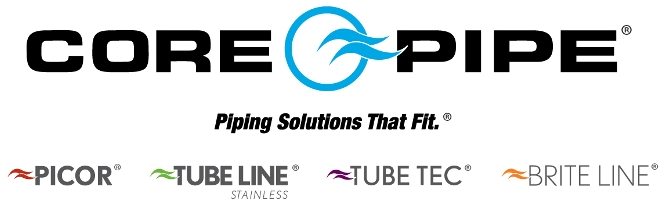 CORE PIPE®
Piping Solutions That Fit.®
PICOR® TUBE LINE® TUBE TEC® BRITE LINE®
STAINLESS